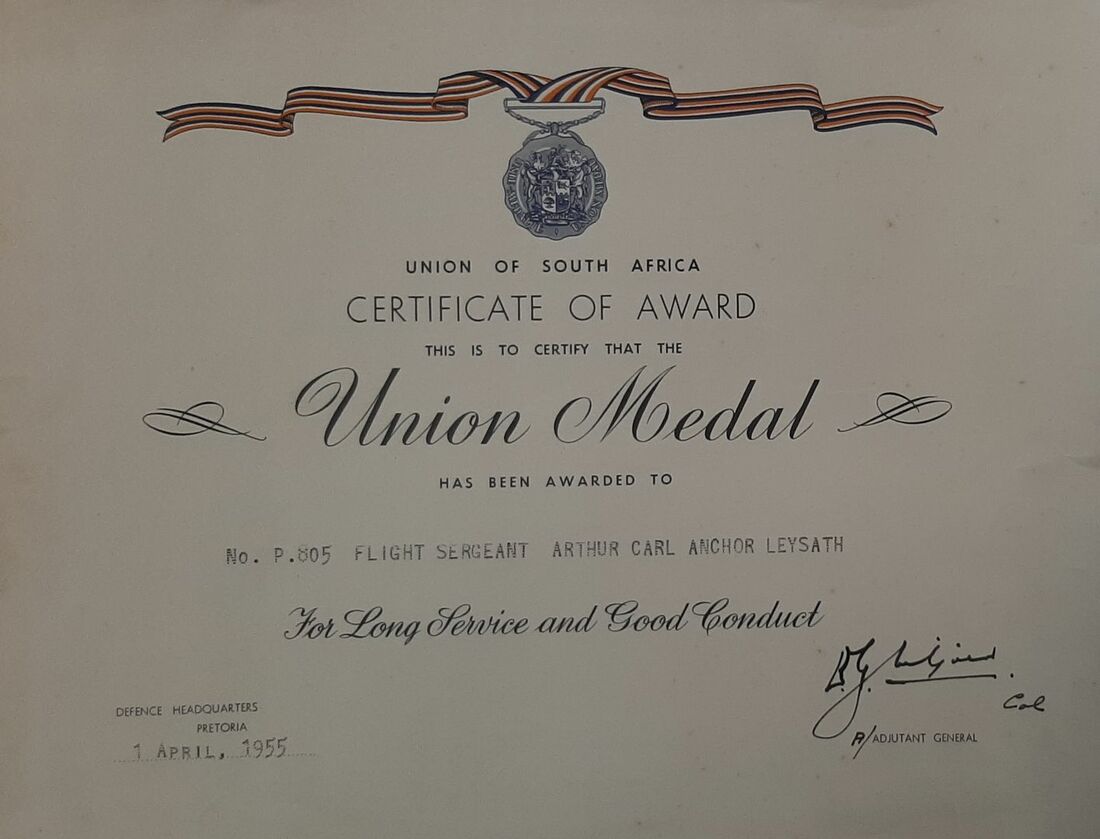 UNION OF SOUTH AFRICA
CERTIFICATE OF AWARD
THIS IS TO CERTIFY THAT THE
Union Medal
HAS BEEN AWARDED TO
No. P.805 FLIGHT SERGEANT ARTHUR CARL ANCHOR LEYSATH
For Long Service and Good Conduct
Col
DEFENCE HEADQUARTERS
PRETORIA
1 APRIL, 1955
P/ADJUTANT GENERAL